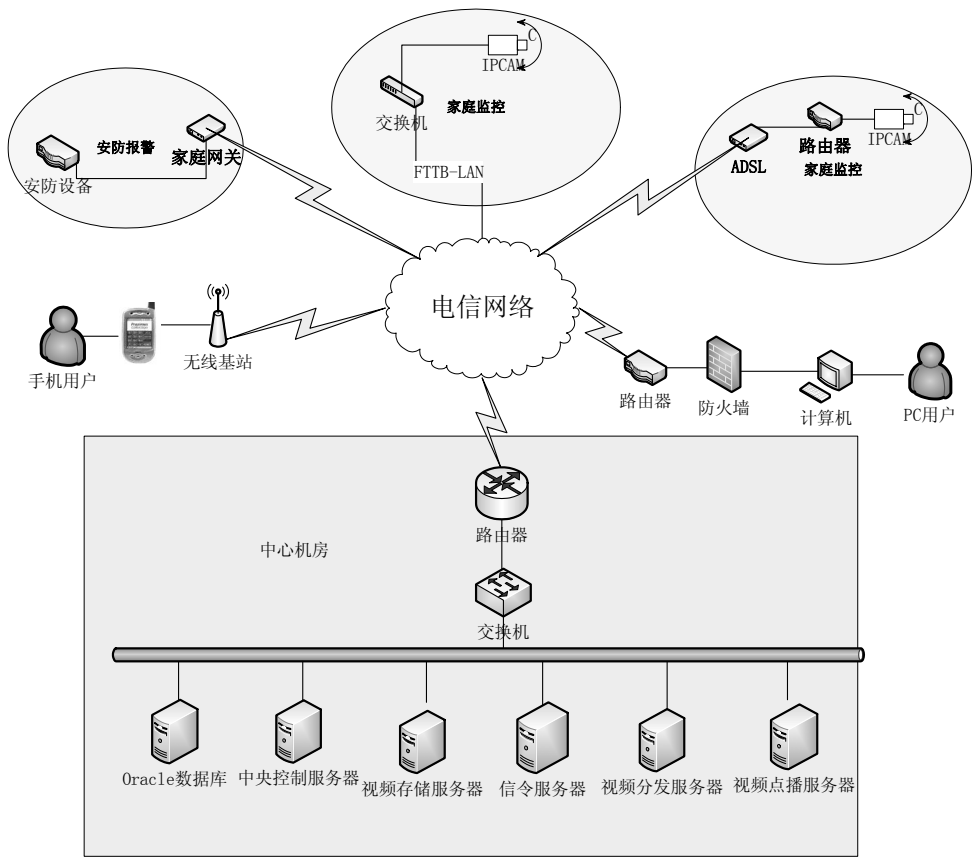 IPCAM
家庭监控
交换机
FTTB-LAN
安防报警
家庭网关
安防设备
路由器
IPCAM
ADSL
家庭监控
电信网络
手机用户
无线基站
路由器
防火墙
计算机
PC用户
路由器
中心机房
交换机
Oracle数据库
中央控制服务器
视频存储服务器
信令服务器
视频分发服务器
视频点播服务器